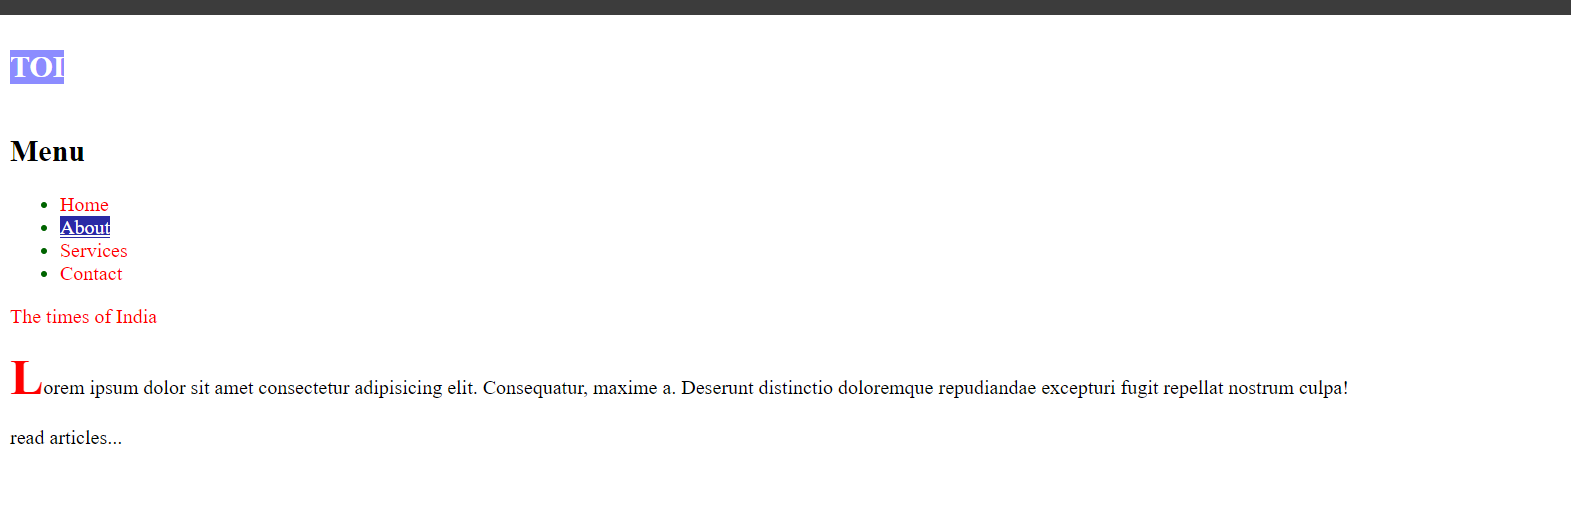 TOI
Menu
Home
About
Services
Contact
The times of India
Lorem ipsum dolor sit amet consectetur adipisicing elit. Consequatur, maxime a. Deserunt distinctio doloremque repudiandae excepturi fugit repellat nostrum culpa!
read articles...